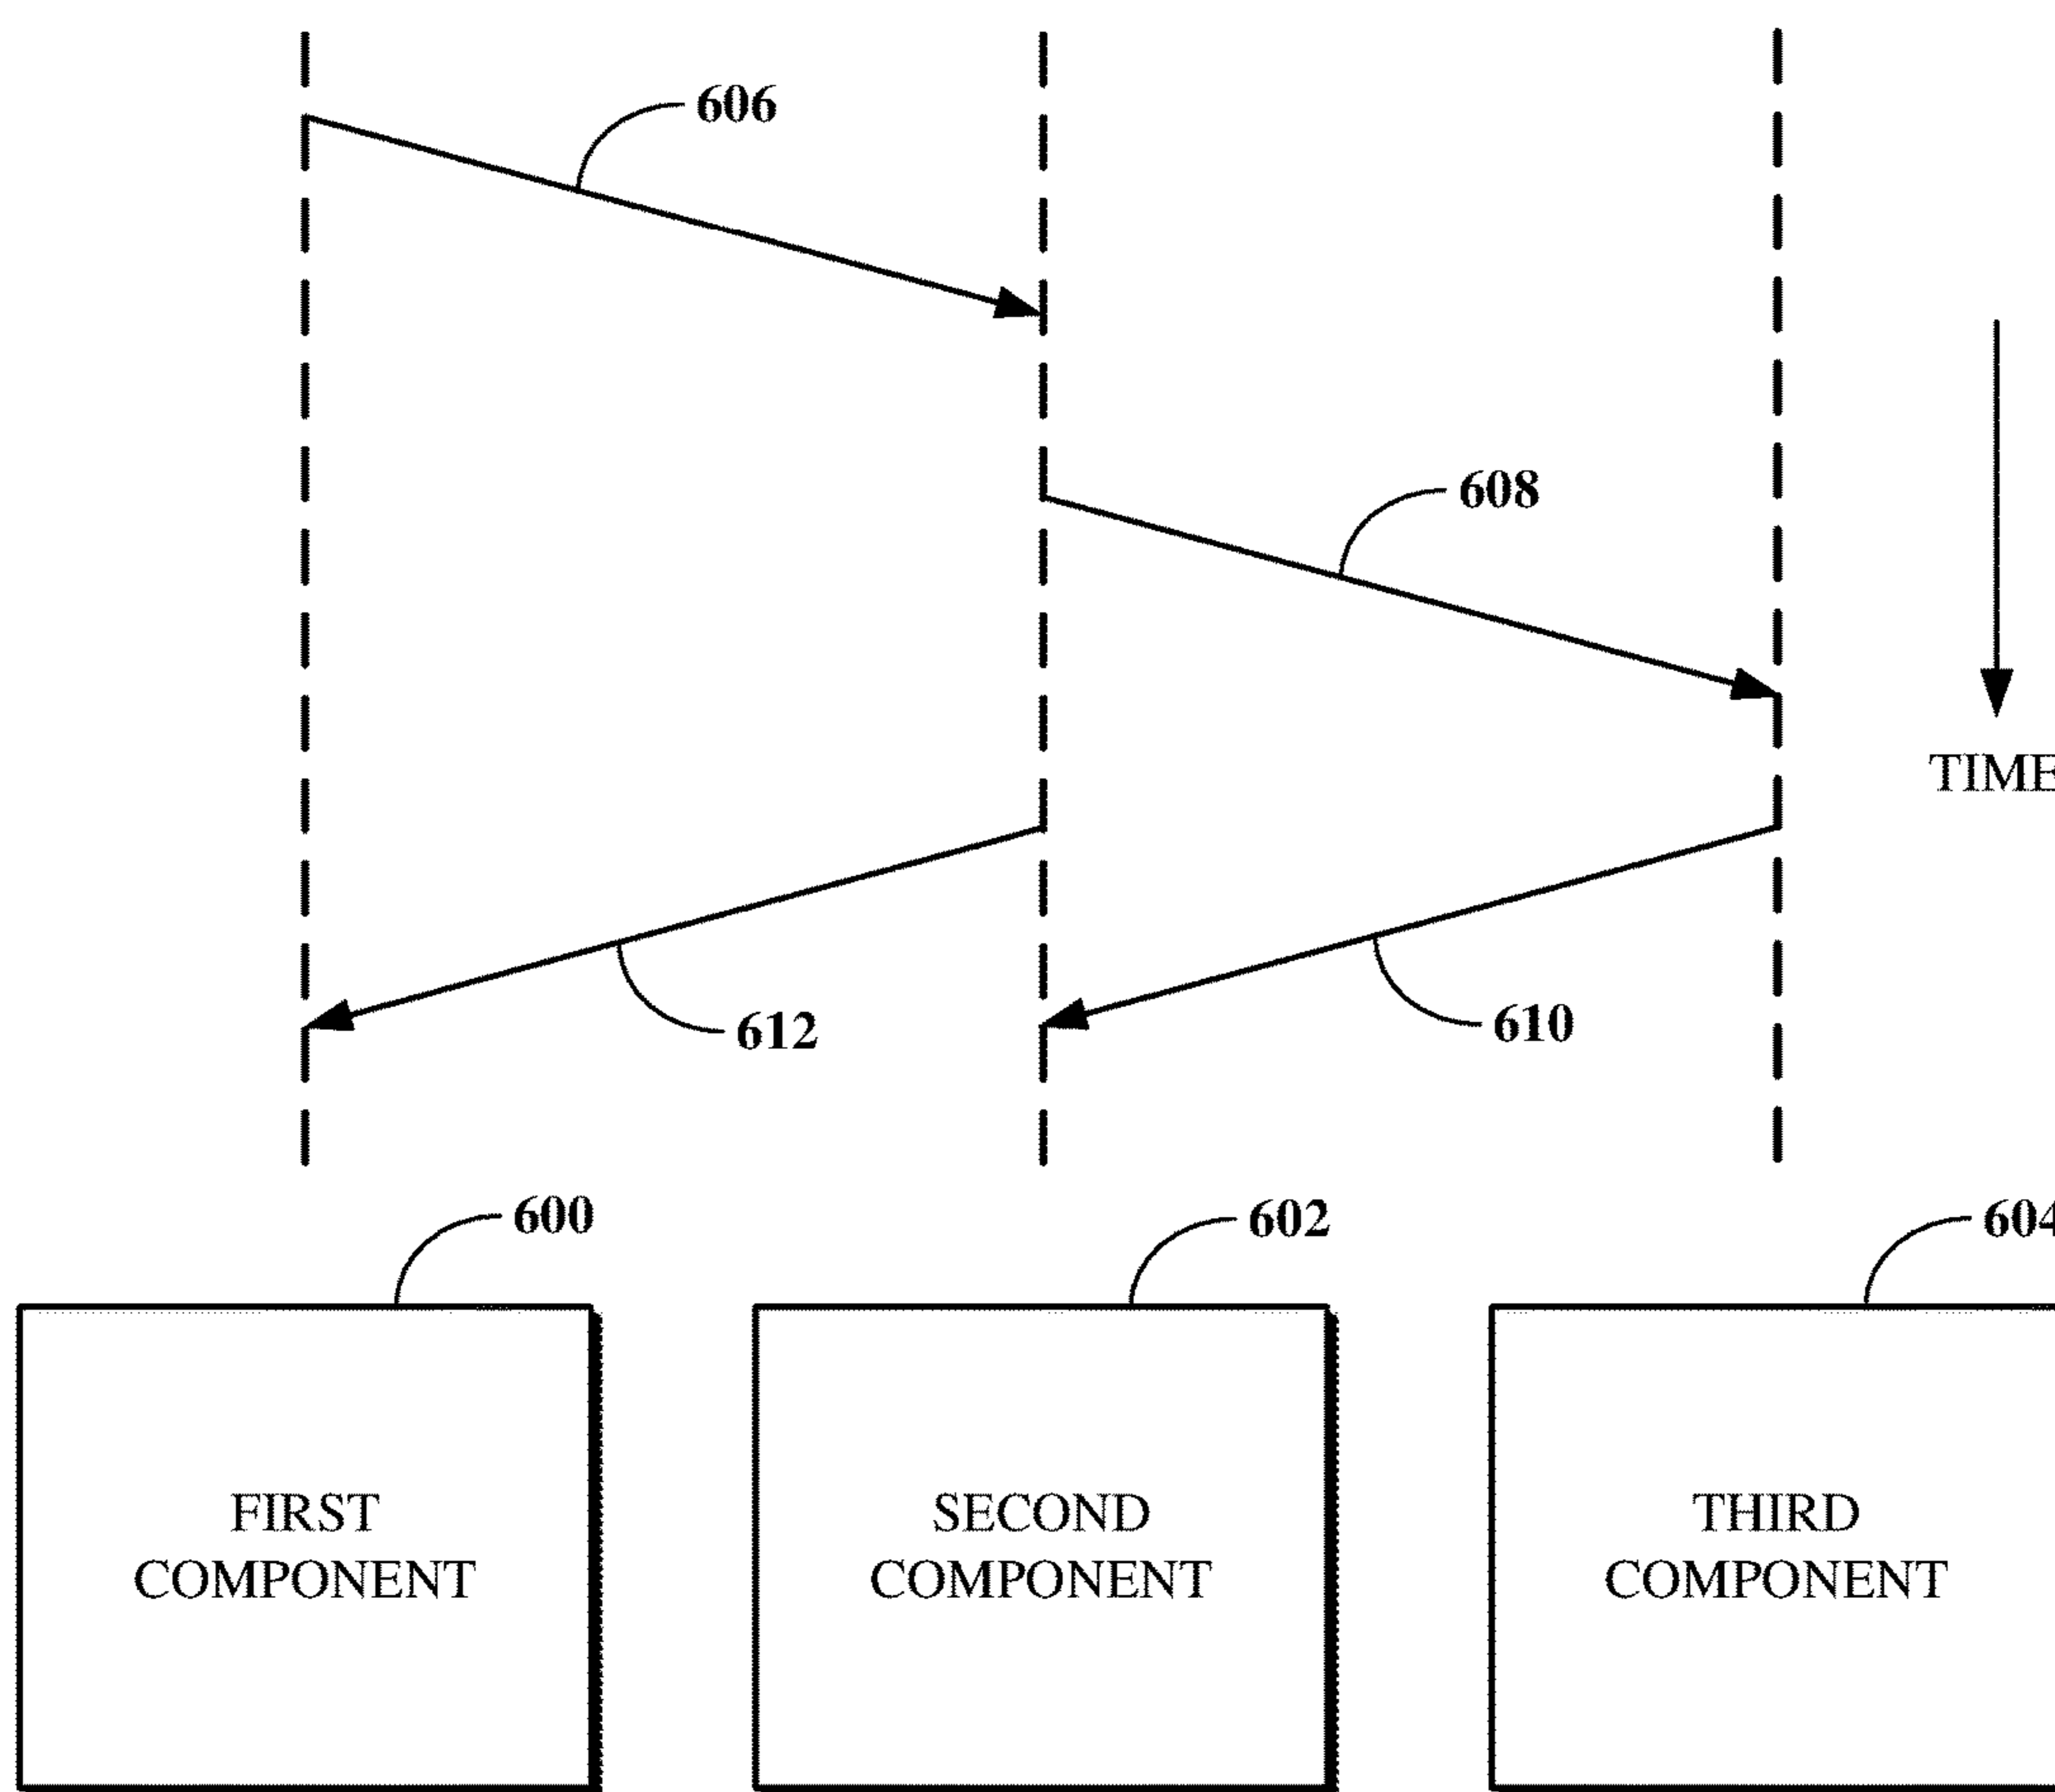 606
608
TIME
612
610
600
602
604
FIRST
COMPONENT
SECOND
COMPONENT
THIRD
COMPONENT